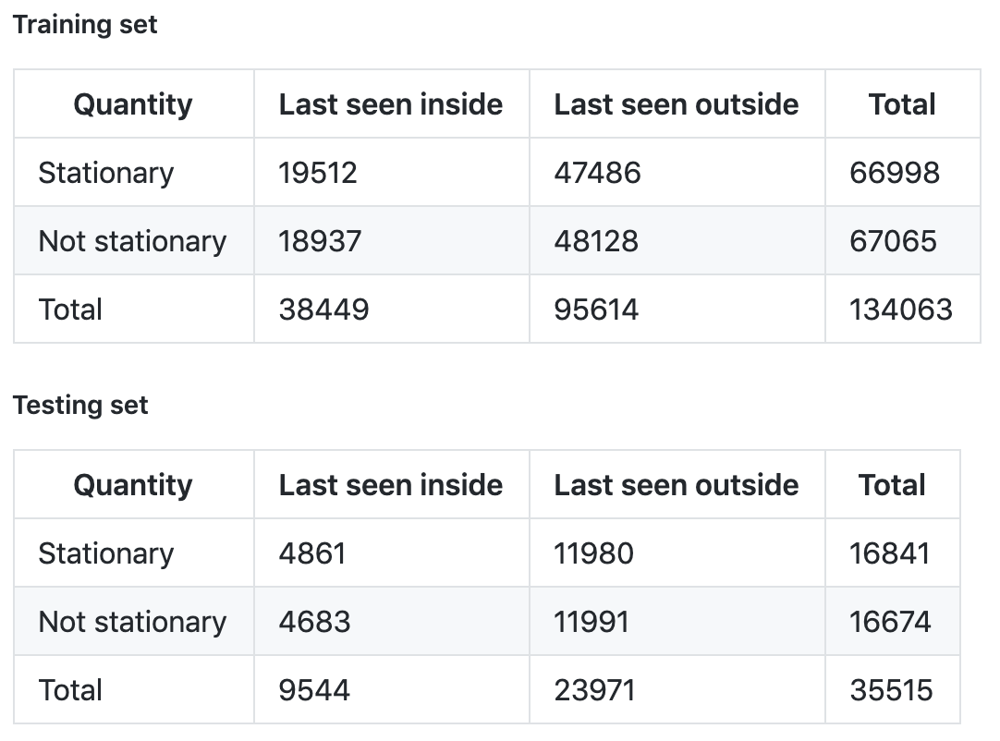 Training set
Quantity Last seen inside Last seen outside Total
Stationary 19512 47486 66998
Not stationary 18937 48128 67065
Total 38449 95614 134063
Testing set
Quantity Last seen inside Last seen outside Total
Stationary 4861 11980 16841
Not stationary 4683 11991 16674
Total 9544 23971 35515